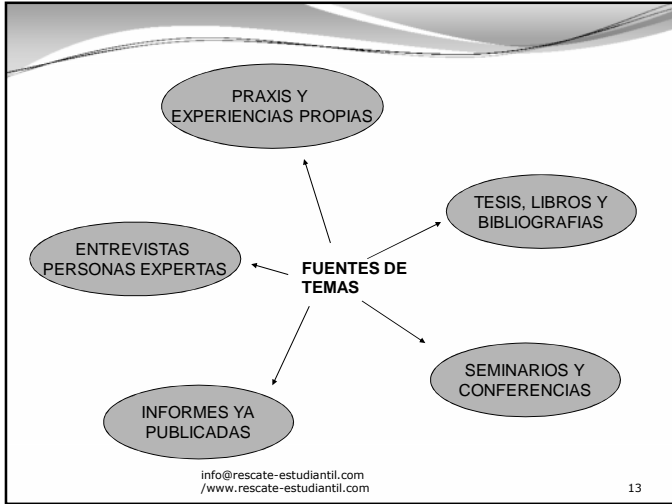 PRAXIS Y
EXPERIENCIAS PROPIAS
TESIS, LIBROS Y
BIBLIOGRAFIAS
ENTREVISTAS
PERSONAS EXPERTAS
FUENTES DE
TEMAS
SEMINARIOS Y
CONFERENCIAS
INFORMES YA
PUBLICADAS
info@rescate-estudiantil.com
/www.rescate-estudiantil.com
13